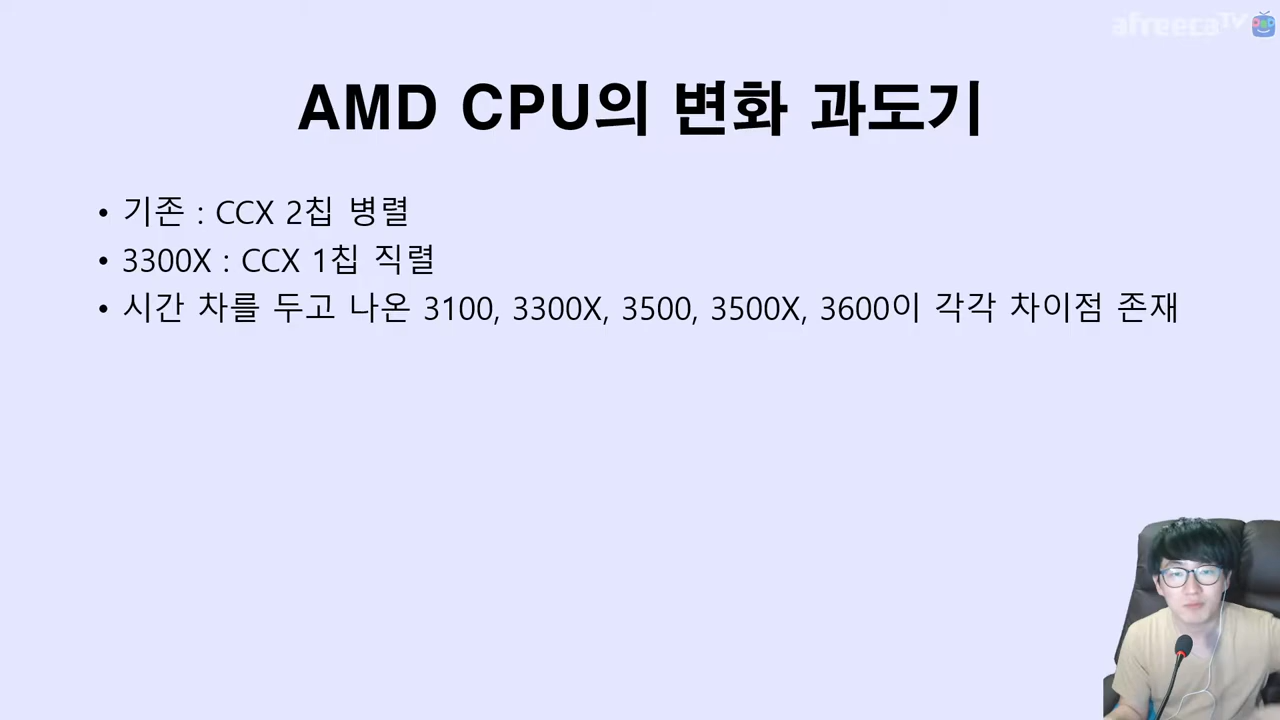 afreecaTV
AMD CPU의 변화 과도기
• 기존 : CCX 2칩 병렬
• 3300X : CCX 1칩 직렬
• 시간 차를 두고 나온 3100, 3300X, 3500, 3500X, 3600이 각각 차이점 존재